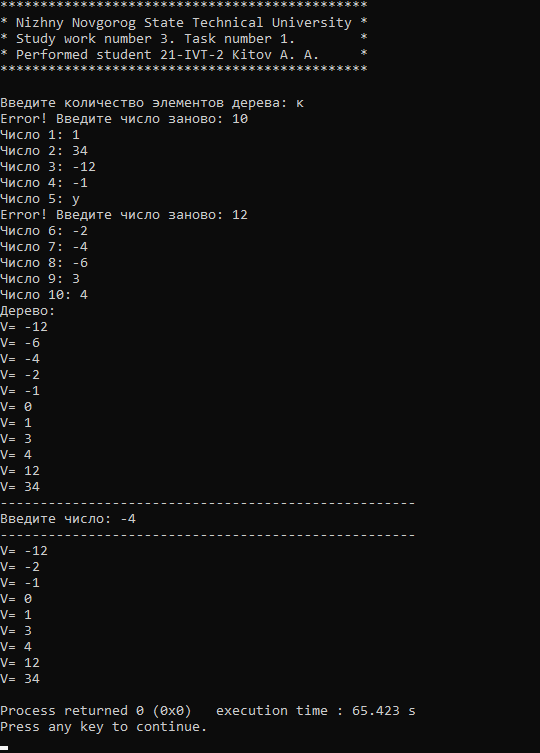 **********************************************
* Nizhny Novgorog State Technical University *
* Study work number 3. Task number 1.        *
* Performed student 21-IVT-2 Kitov A. A.     *
**********************************************
Введите количество элементов дерева: к
Error! Введите число заново: 10
Число 1: 1
Число 2: 34
Число 3: -12
Число 4: -1
Число 5: у
Error! Введите число заново: 12
Число 6: -2
Число 7: -4
Число 8: -6
Число 9: 3
Число 10: 4
Дерево:
V= -12
V= -6
V= -4
V= -2
V= -1
V= 0
V= 1
V= 3
V= 4
V= 12
V= 34
----------------------------------------------------
Введите число: -4
----------------------------------------------------
V= -12
V= -2
V= -1
V= 0
V= 1
V= 3
V= 4
V= 12
V= 34
Process returned 0 (0x0)   execution time : 65.423 s
Press any key to continue.